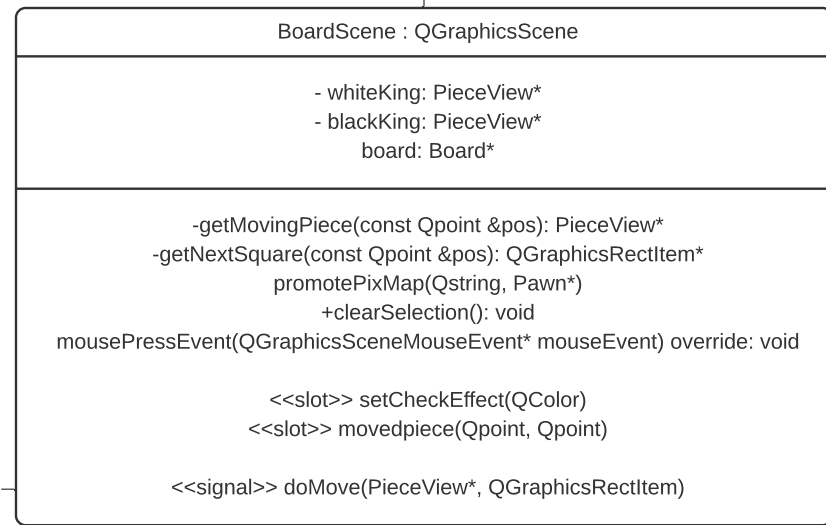 BoardScene : QGraphicsScene
- whiteKing: PieceView*
- blackKing: PieceView*
board: Board*
-getMovingPiece(const Qpoint &pos): PieceView*
-getNextSquare(const Qpoint &pos): QGraphicsRectItem*
promotePixMap(Qstring, Pawn*)
+clearSelection(): void
mousePressEvent(QGraphicsSceneMouseEvent* mouseEvent) override: void
<<slot>> setCheckEffect(QColor)
<<slot>> movedpiece(Qpoint, Qpoint)
<<signal>> doMove(PieceView*, QGraphicsRectItem)